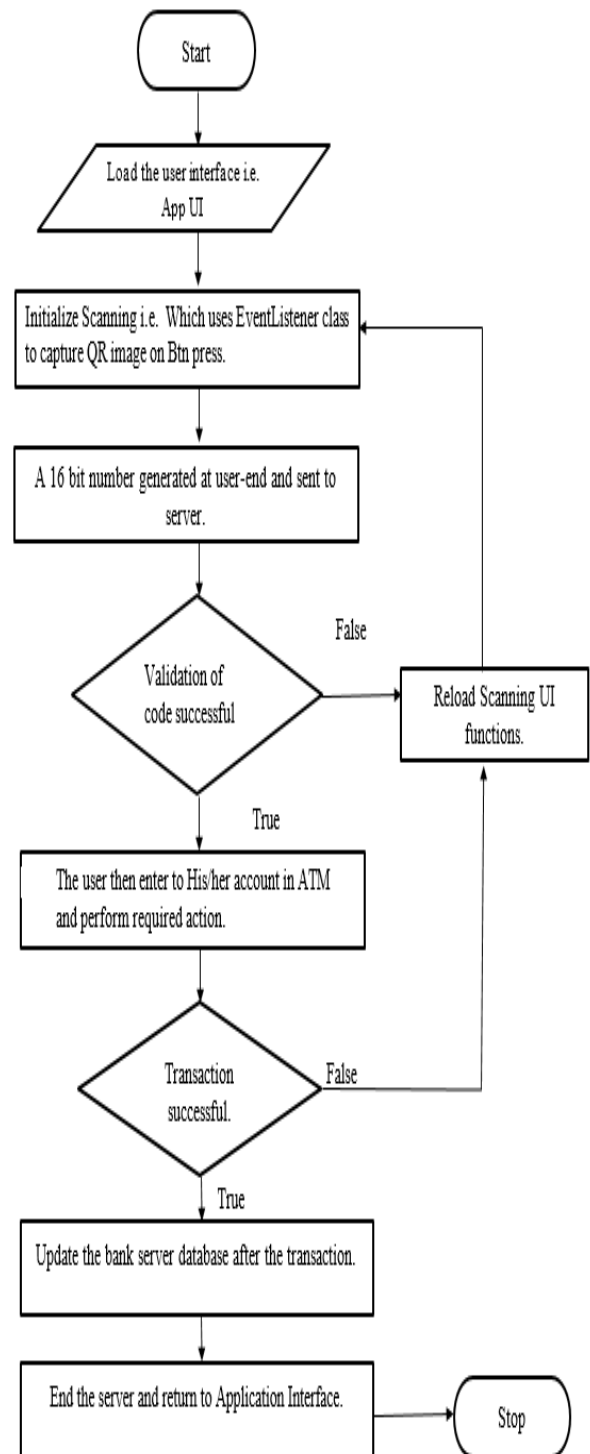 Start
Load the user interface i.e.
App UI
Initialize Scanning i.e. Which uses EventListener class
to capture QR image on Btn press.
A 16 bit number generated at user-end and sent to
server.
Validation of
code successful
False
Reload Scanning UI
functions.
True
The user then enter to His/her account in ATM
and perform required action.
Transaction
successful.
False
True
Update the bank server database after the transaction.
End the server and return to Application Interface.
Stop